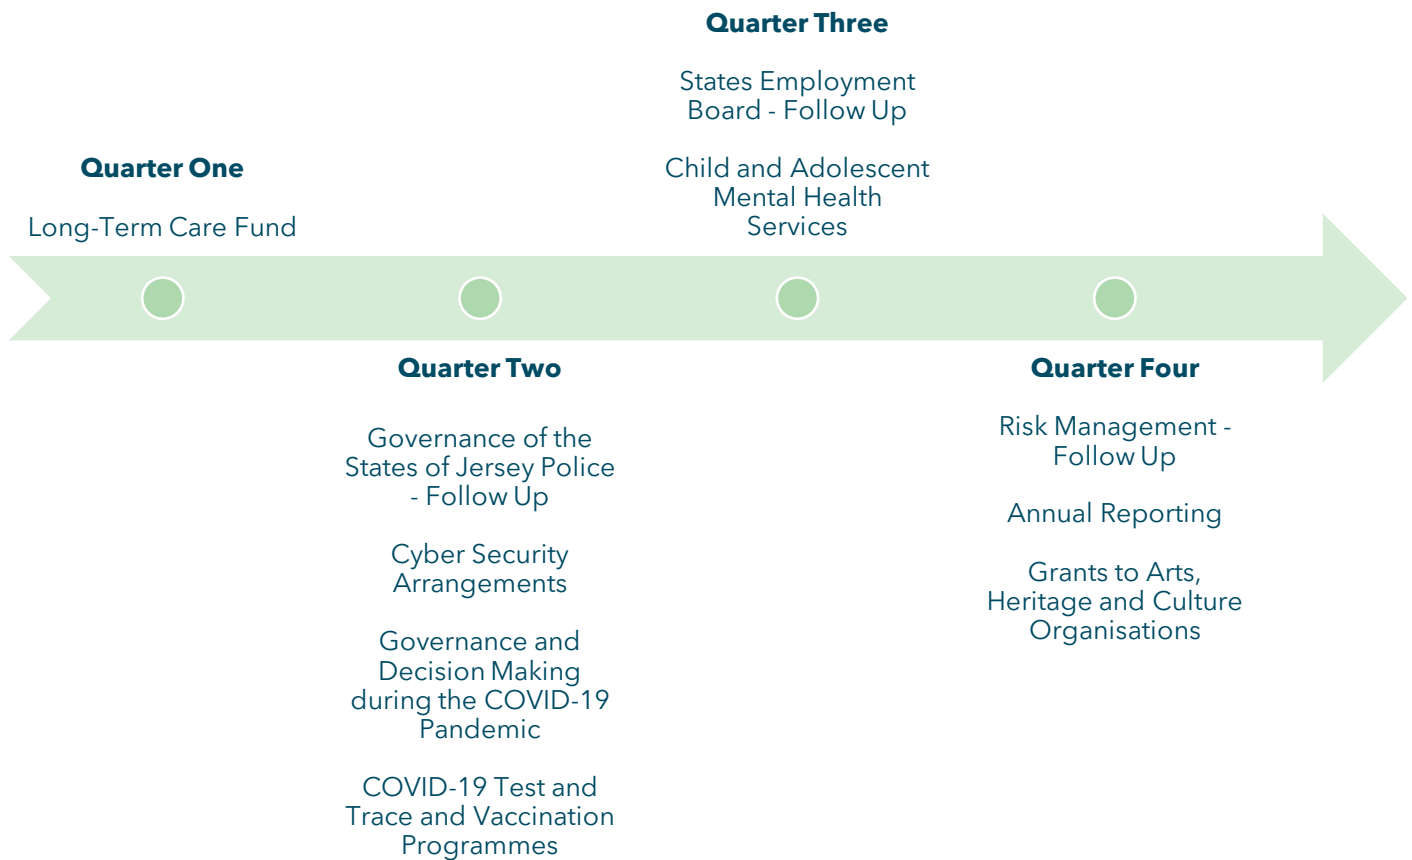 Quarter One
Long-Term Care Fund
Quarter Two
Governance of the
States of Jersey Police
- Follow Up
Cyber Security
Arrangements
Governance and
Decision Making
during the COVID-19
Pandemic
COVID-19 Test and
Trace and Vaccination
Programmes
Quarter Three
States Employment
Board - Follow Up
Child and Adolescent
Mental Health
Services
Quarter Four
Risk Management -
Follow Up
Annual Reporting
Grants to Arts,
Heritage and Culture
Organisations